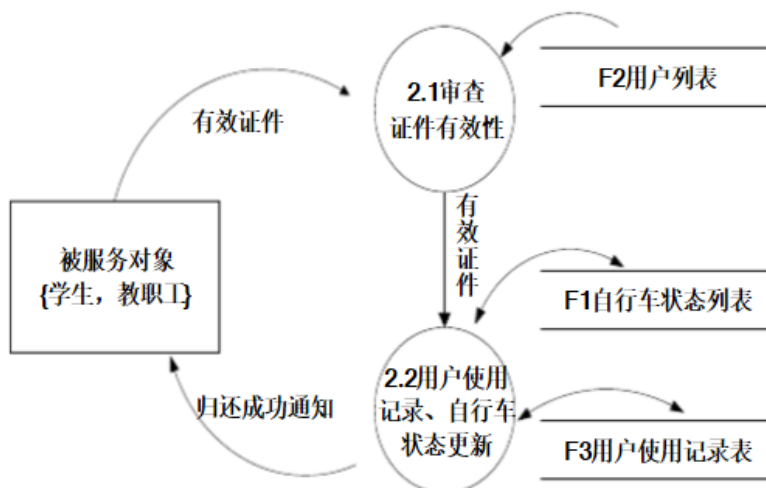 2.1审查
证件有效性
F2用户列表
有效证件
有效证件
被服务对象
{学生，教职工}
F1自行车状态列表
2.2用户使用
记录、自行车
状态更新
归还成功通知
F3用户使用记录表